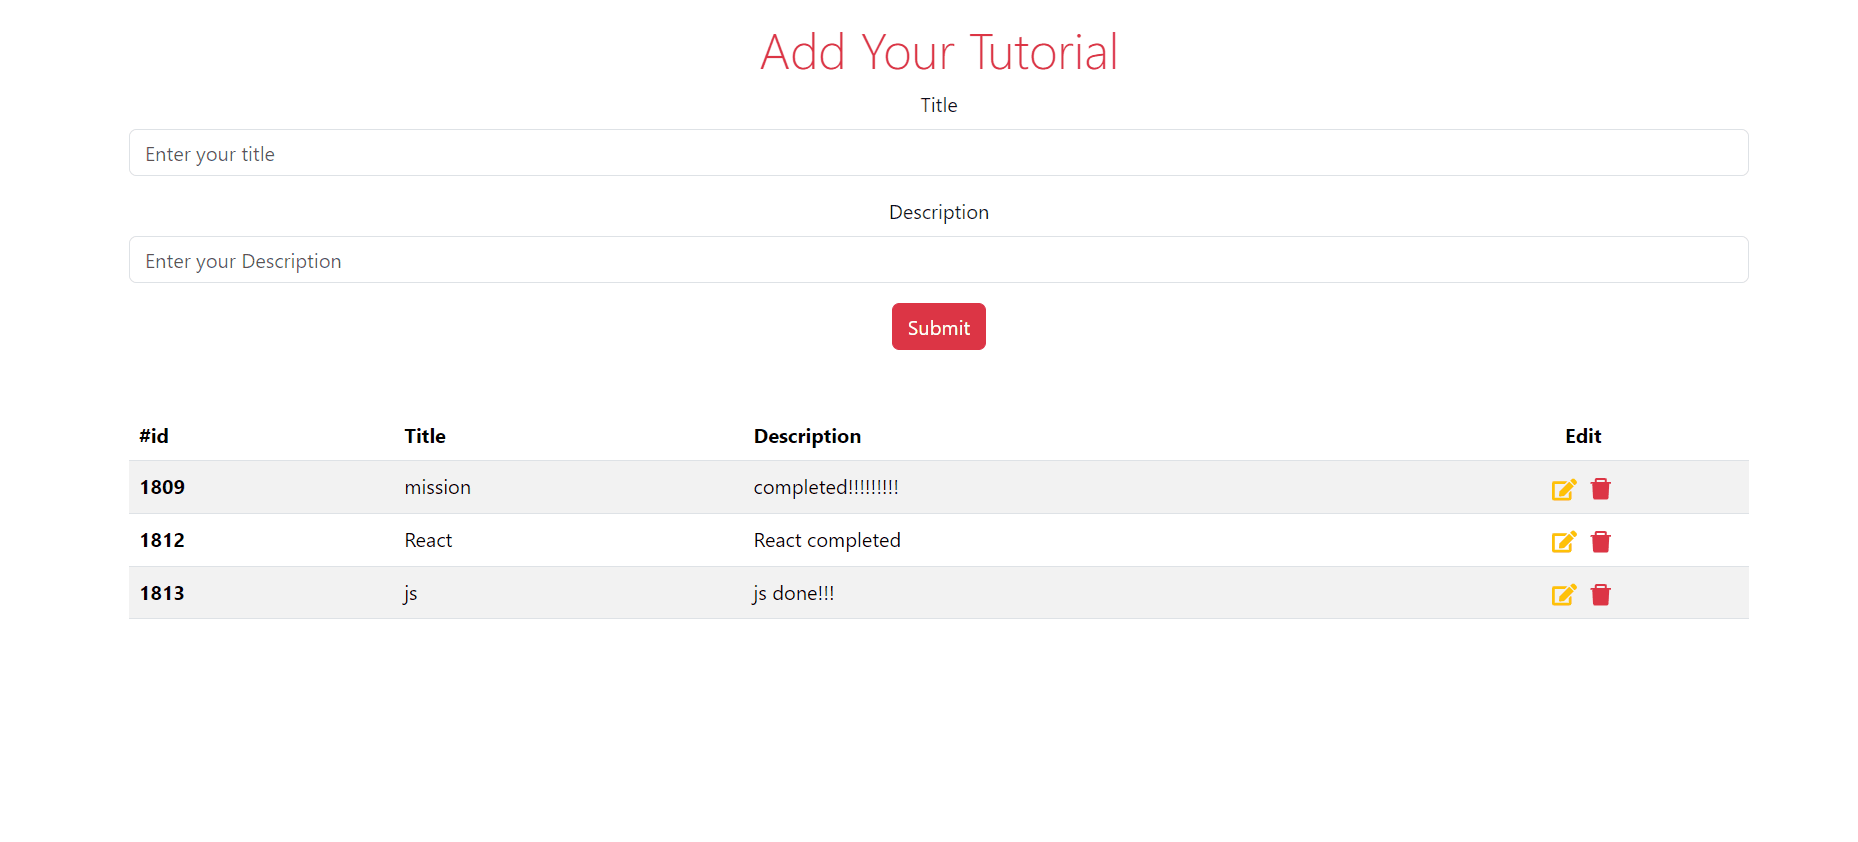 Add Your Tutorial
Title
Enter your title
Description
Enter your Description
Submit
#id Title Description Edit
1809 mission completed!!!!!!!!!
1812 React React completed
1813 js js done!!!